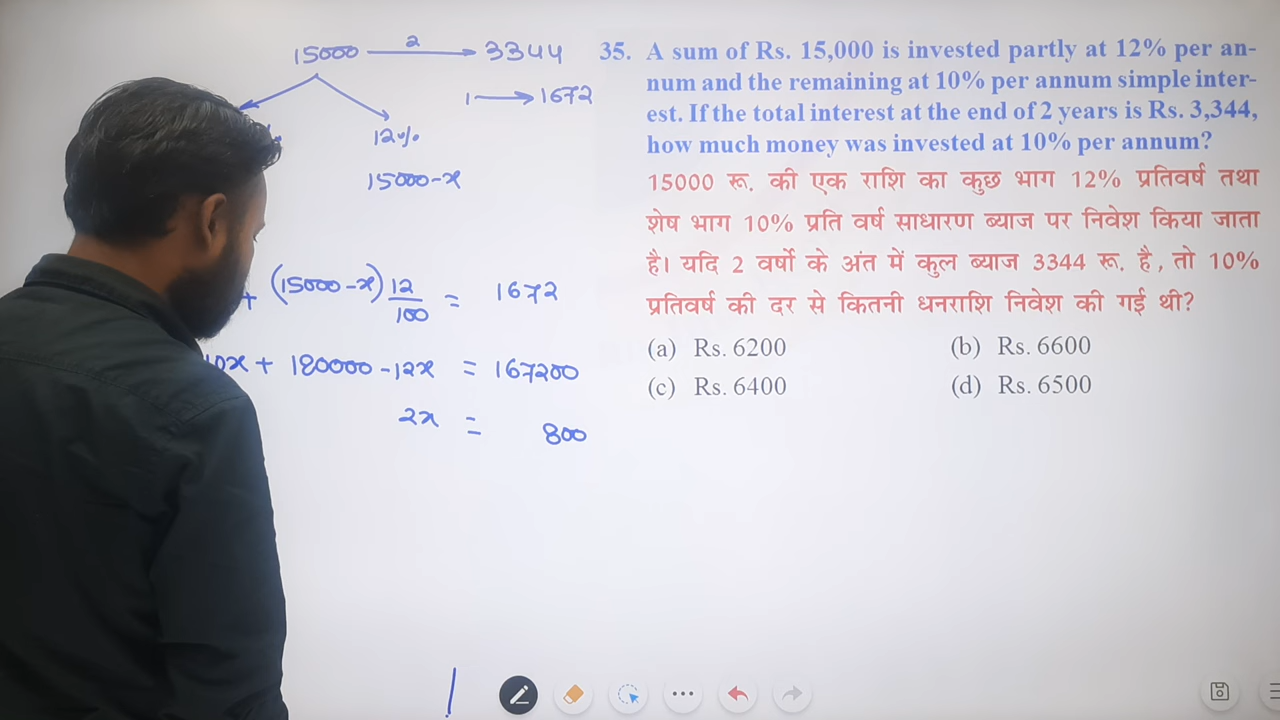 15000 2 → 3344
1 → 1672
12%
15000-x
+ (15000-x) 12/100 = 1672
10x + 180000 - 12x = 167200
2x = 800
35. A sum of Rs. 15,000 is invested partly at 12% per an-
num and the remaining at 10% per annum simple inter-
est. If the total interest at the end of 2 years is Rs. 3,344,
how much money was invested at 10% per annum?
15000 रू. की एक राशि का कुछ भाग 12% प्रतिवर्ष तथा
शेष भाग 10% प्रति वर्ष साधारण ब्याज पर निवेश किया जाता
है। यदि 2 वर्षो के अंत में कुल ब्याज 3344 रू. है, तो 10%
प्रतिवर्ष की दर से कितनी धनराशि निवेश की गई थी?
(a) Rs. 6200 (b) Rs. 6600
(c) Rs. 6400 (d) Rs. 6500